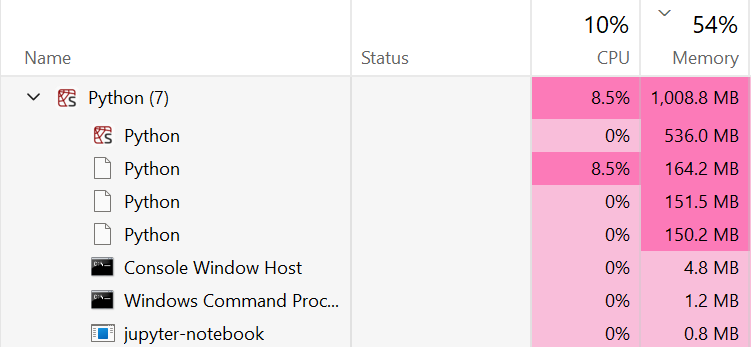 10% 54%
Name Status CPU Memory
Python (7) 8.5% 1,008.8 MB
Python 0% 536.0 MB
Python 8.5% 164.2 MB
Python 0% 151.5 MB
Python 0% 150.2 MB
Console Window Host 0% 4.8 MB
Windows Command Proc... 0% 1.2 MB
jupyter-notebook 0% 0.8 MB